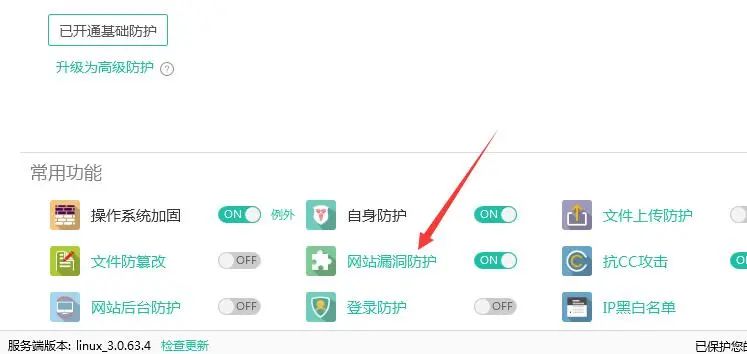 已开通基础防护
升级为高级防护 ?
常用功能
操作系统加固 ON 例外 自身防护 ON 文件上传防护
文件防篡改 OFF 网站漏洞防护 ON 抗CC攻击 ON
网站后台防护 OFF 登录防护 OFF IP黑白名单
服务端版本: linux_3.0.63.4 检查更新 已保护您的